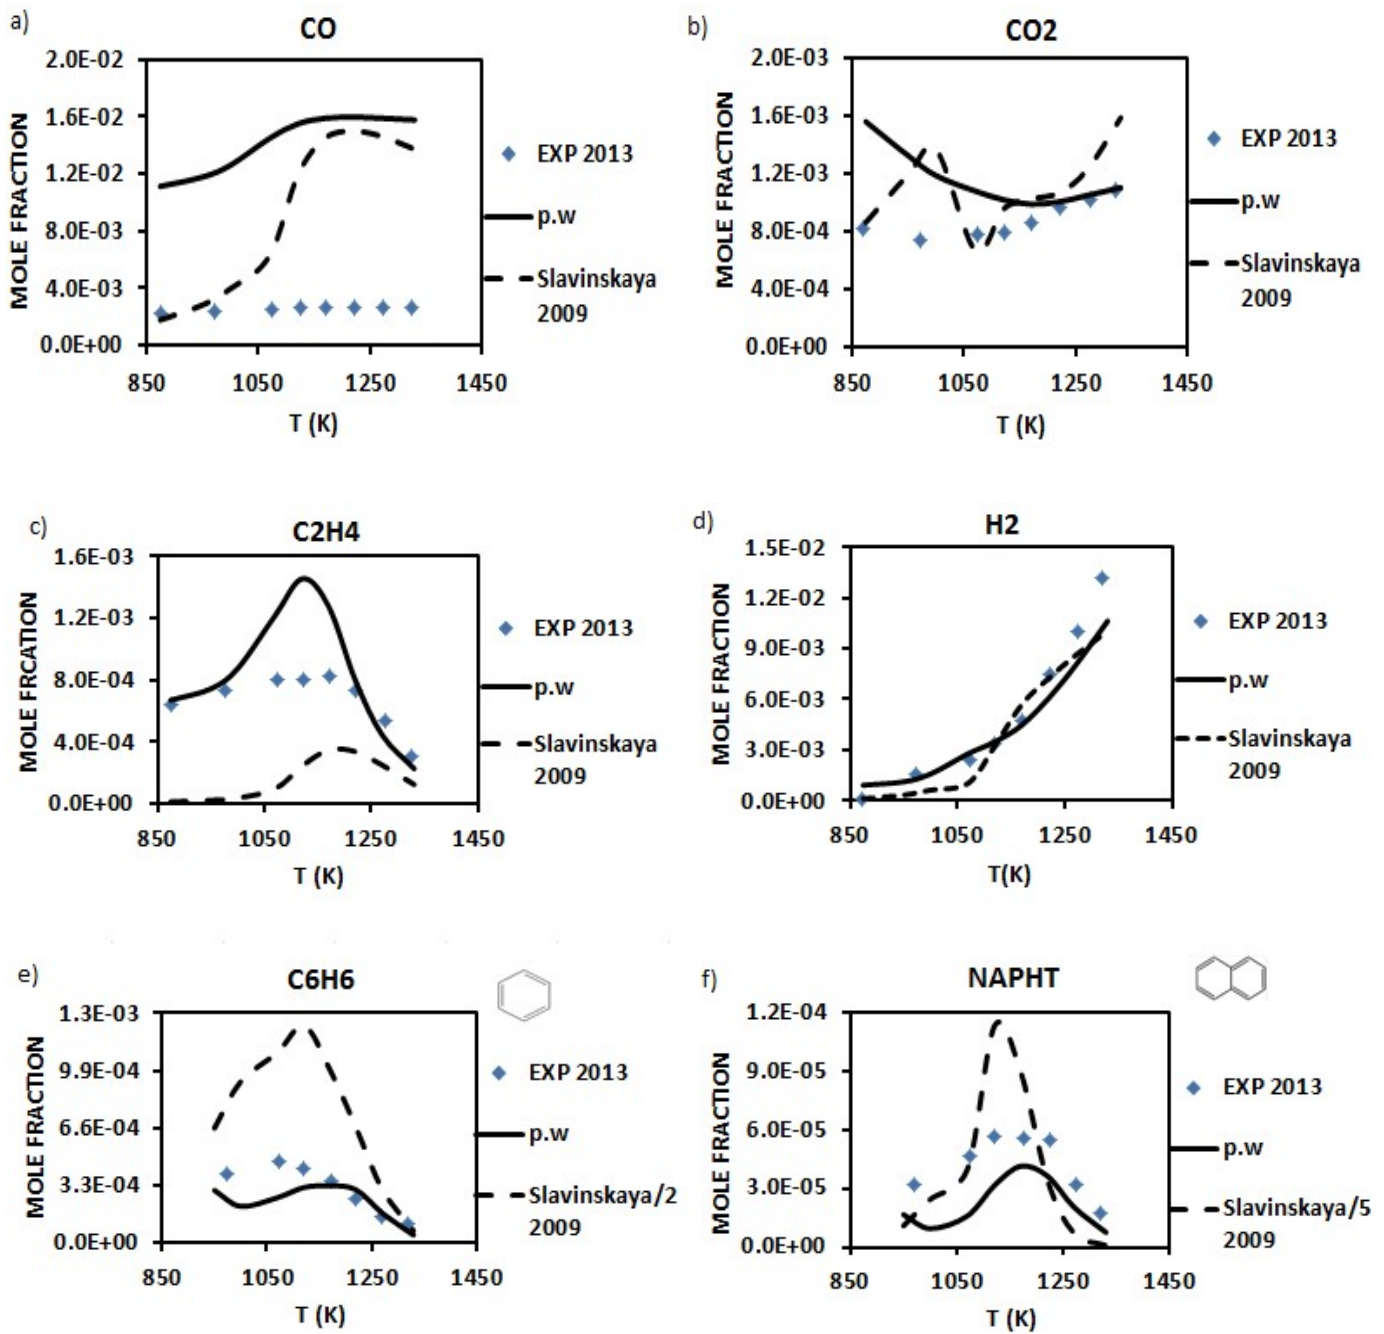 a)
CO
2.0E-02
1.6E-02
1.2E-02
8.0E-03
4.0E-03
0.0E+00
MOLE FRACTION
850 1050 1250 1450
T (K)
EXP 2013
p.w
Slavinskaya
2009
b)
CO2
2.0E-03
1.6E-03
1.2E-03
8.0E-04
4.0E-04
0.0E+00
MOLE FRACTION
850 1050 1250 1450
T (K)
EXP 2013
p.w
Slavinskaya
2009
c)
C2H4
1.6E-03
1.2E-03
8.0E-04
4.0E-04
0.0E+00
MOLE FRCATION
850 1050 1250 1450
T (K)
EXP 2013
p.w
Slavinskaya
2009
d)
H2
1.5E-02
1.2E-02
9.0E-03
6.0E-03
3.0E-03
0.0E+00
MOLE FRACTION
850 1050 1250 1450
T(K)
EXP 2013
p.w
Slavinskaya
2009
e)
C6H6
1.3E-03
9.9E-04
6.6E-04
3.3E-04
0.0E+00
MOLE FRACTION
850 1050 1250 1450
T (K)
EXP 2013
p.w
Slavinskaya/2
2009
f)
NAPHT
1.2E-04
9.0E-05
6.0E-05
3.0E-05
0.0E+00
MOLE FRACTION
850 1050 1250 1450
T (K)
EXP 2013
p.w
Slavinskaya/5
2009